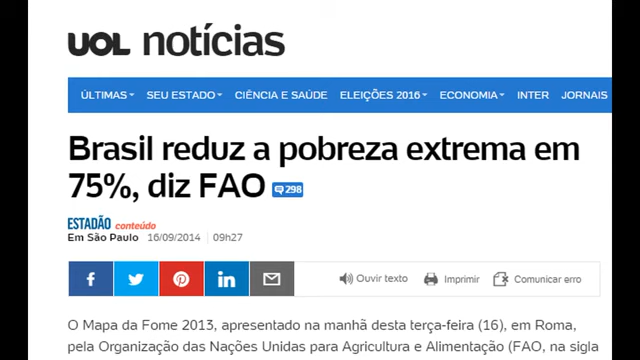 UOL notícias
ÚLTIMAS SEU ESTADO CIÊNCIA E SAÚDE ELEIÇÕES 2016 ECONOMIA INTER JORNAIS
Brasil reduz a pobreza extrema em
75%, diz FAO 298
ESTADÃO conteúdo
Em São Paulo 16/09/2014 09h27
Ouvir texto Imprimir Comunicar erro
O Mapa da Fome 2013, apresentado na manhã desta terça-feira (16), em Roma,
pela Organização das Nações Unidas para Agricultura e Alimentação (FAO, na sigla